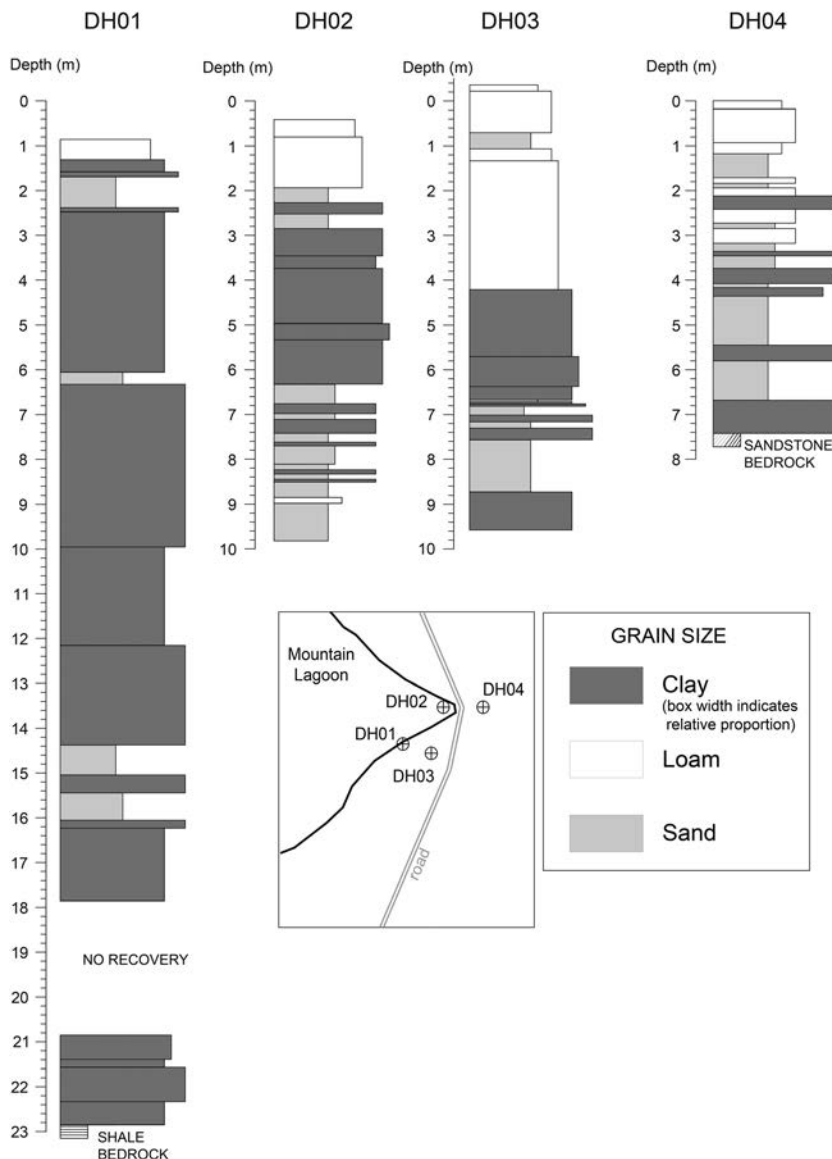 DH01
DH02
DH03
DH04
Depth (m)
Depth (m)
Depth (m)
Depth (m)
0
1
2
3
4
5
6
7
8
9
10
11
12
13
14
15
16
17
18
19
20
21
22
23
NO RECOVERY
SHALE
BEDROCK
0
1
2
3
4
5
6
7
8
9
10
0
1
2
3
4
5
6
7
8
9
10
0
1
2
3
4
5
6
7
8
SANDSTONE
BEDROCK
Mountain
Lagoon
DH02
DH04
DH01
DH03
road
GRAIN SIZE
Clay
(box width indicates
relative proportion)
Loam
Sand